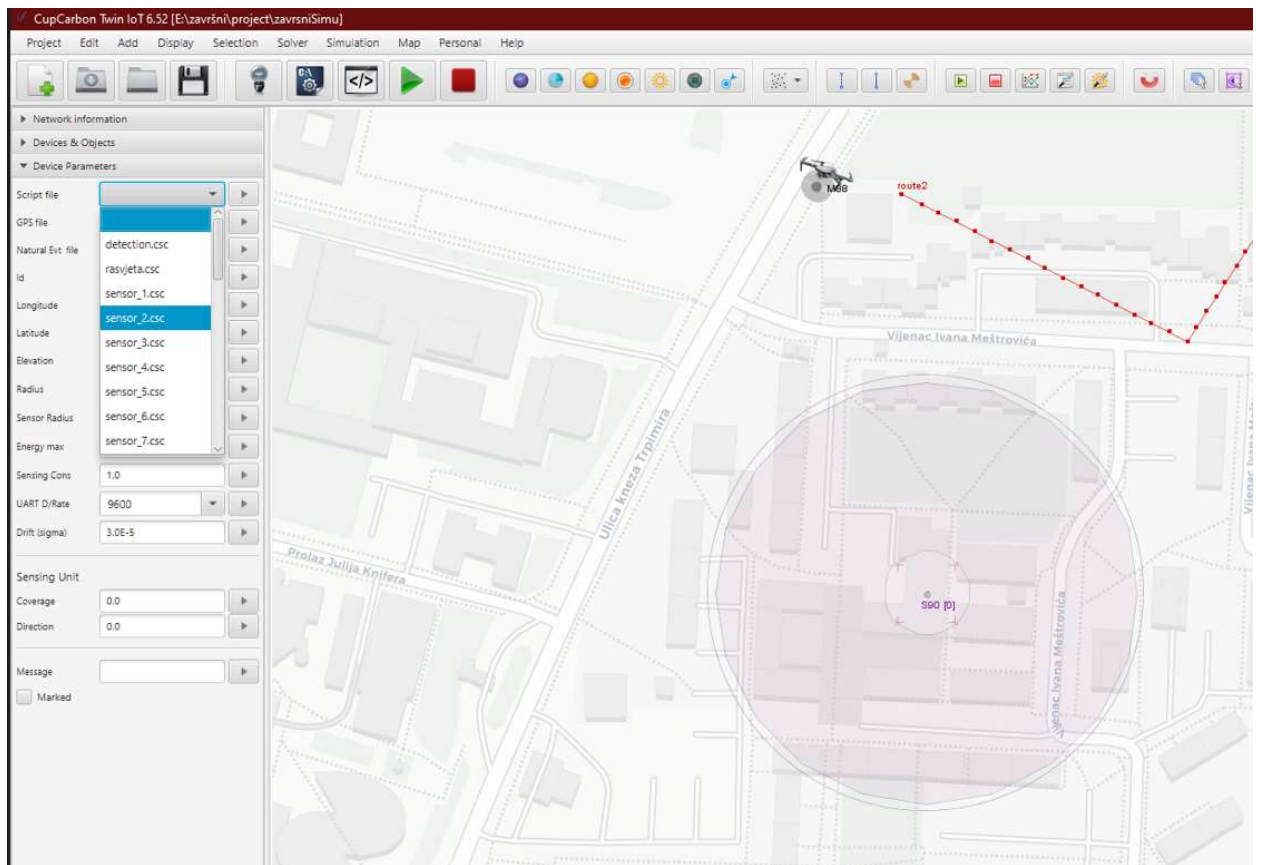 CupCarbon Twin IoT 6.52 [E:\završni\project\zavrsniSimu]
Project Edit Add Display Selection Solver Simulation Map Personal Help
C:\
</>
Network information
Devices & Objects
Device Parameters
Script file
GPS file
detection.csc
Natural Evt file
rasvjeta.csc
Id
sensor_1.csc
Longitude
sensor_2.csc
Latitude
sensor_3.csc
Elevation
sensor_4.csc
Radius
sensor_5.csc
Sensor Radius
sensor_6.csc
Energy max
sensor_7.csc
Sensing Cons 1.0
UART D/Rate 9600
Drift (sigma) 3.0E-5
Sensing Unit
Coverage 0.0
Direction 0.0
Message
Marked
M88
route2
Vijenac Ivana Meštrovića
Ulica kneza Trpimira
Prolaz Julija Knifera
S90 [0]
Vijenac Ivana Meštrovića